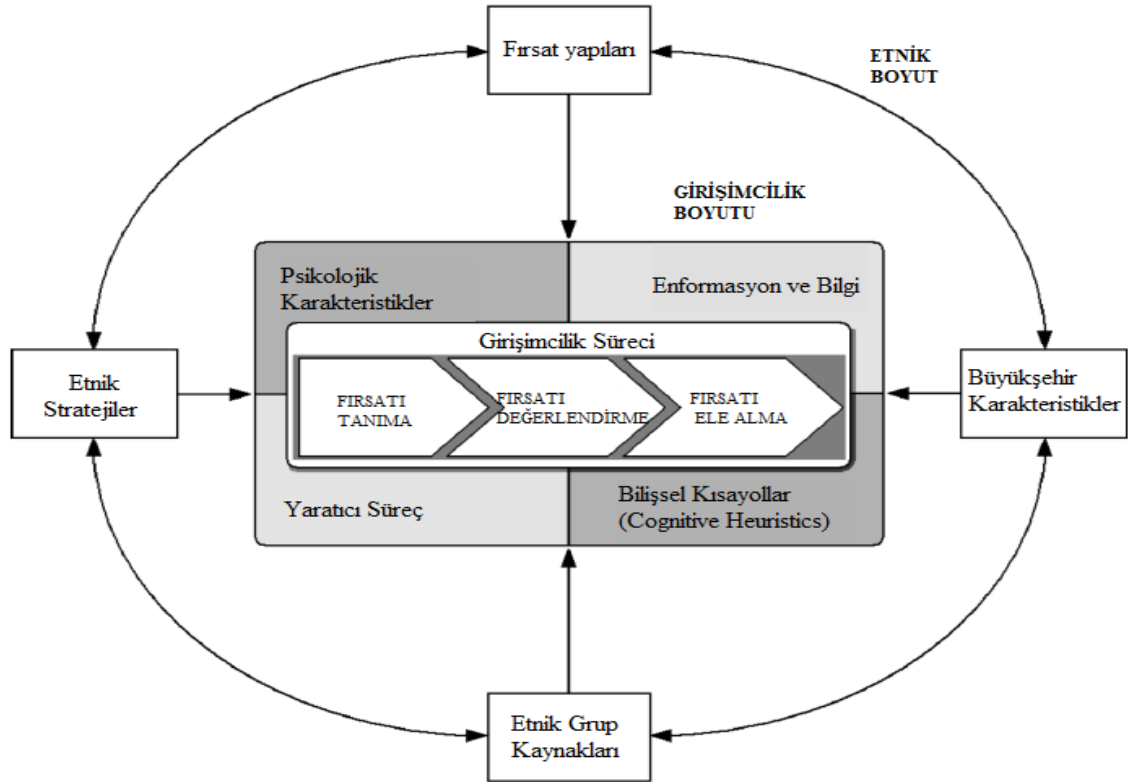 Fırsat yapıları
ETNİK
BOYUT
GİRİŞİMCİLİK
BOYUTU
Psikolojik
Karakteristikler
Enformasyon ve Bilgi
Girişimcilik Süreci
Etnik
Stratejiler
FIRSATI
TANIMA
FIRSATI
DEĞERLENDİRME
FIRSATI
ELE ALMA
Büyükşehir
Karakteristikler
Yaratıcı Süreç
Bilişsel Kısayollar
(Cognitive Heuristics)
Etnik Grup
Kaynakları